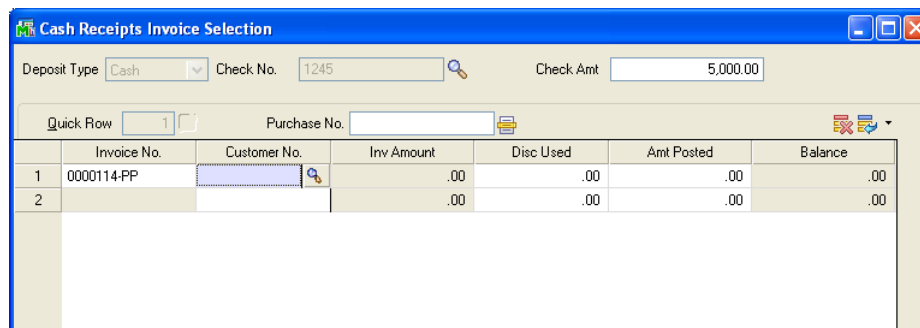 Cash Receipts Invoice Selection
Deposit Type Cash Check No. 1245 Check Amt 5,000.00
Quick Row 1 Purchase No.
Invoice No. Customer No. Inv Amount Disc Used Amt Posted Balance
1 0000114-PP .00 .00 .00 .00
2 .00 .00 .00 .00